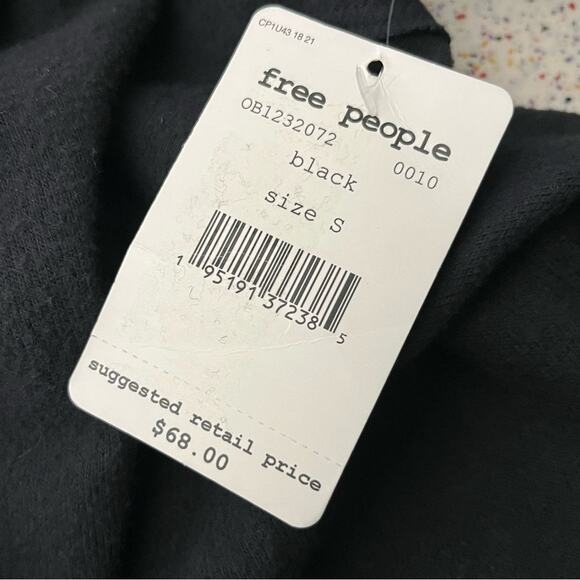 CP1U43 18 21
free people
OB1232072 0010
black
size S
1 95191 37238 5
suggested retail price
$68.00